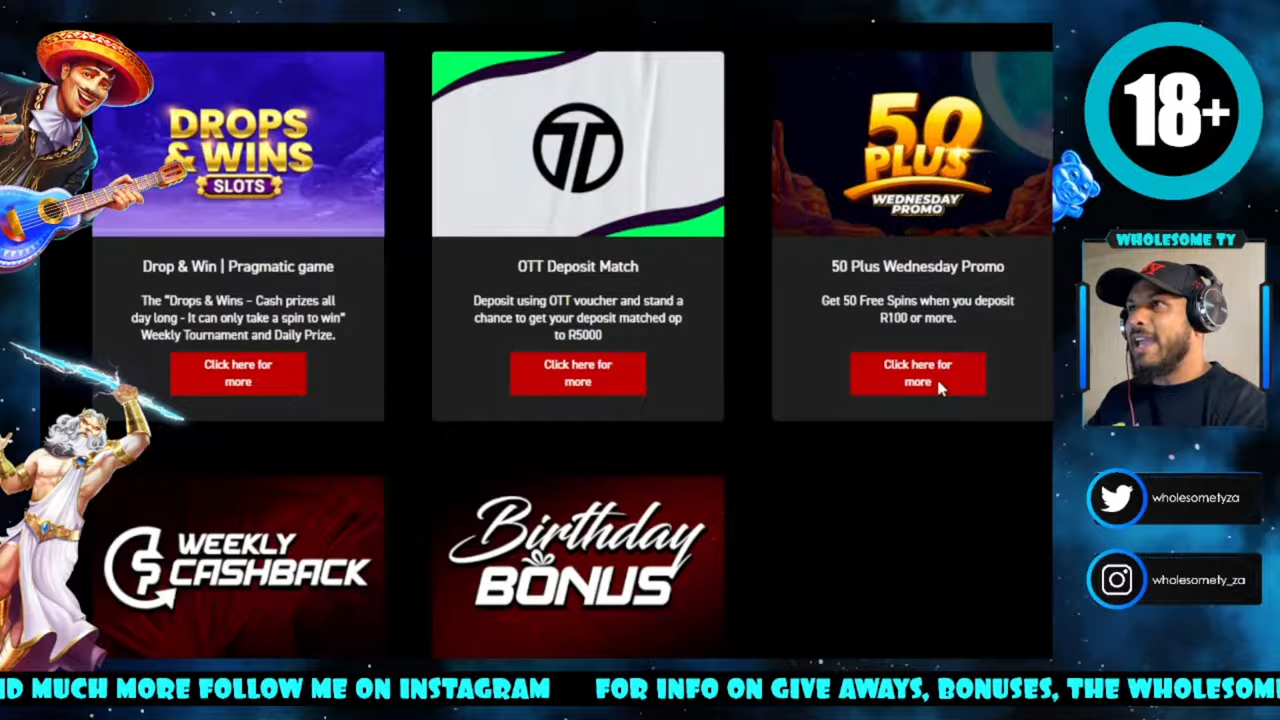 DROPS
& WINS
SLOTS
Drop & Win | Pragmatic game
The "Drops & Wins – Cash prizes all
day long - It can only take a spin to win"
Weekly Tournament and Daily Prize.
Click here for
more
OTT Deposit Match
Deposit using OTT voucher and stand a
chance to get your deposit matched op
to R5000
Click here for
more
50
PLUS
WEDNESDAY
PROMO
50 Plus Wednesday Promo
Get 50 Free Spins when you deposit
R100 or more.
Click here for
more
WEEKLY
CASHBACK
Birthday
BONUS
18+
WHOLESOME TY
wholesometyza
wholesomety_za
ND MUCH MORE FOLLOW ME ON INSTAGRAM FOR INFO ON GIVE AWAYS, BONUSES, THE WHOLESOM